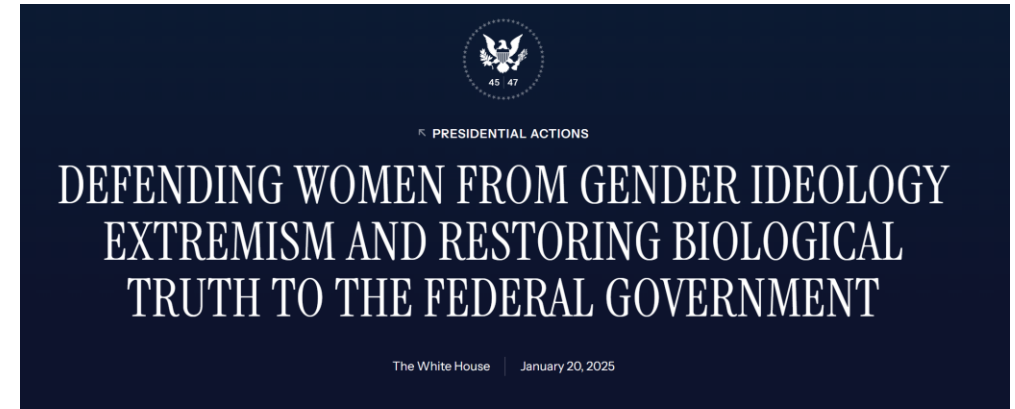 45 47
PRESIDENTIAL ACTIONS
DEFENDING WOMEN FROM GENDER IDEOLOGY
EXTREMISM AND RESTORING BIOLOGICAL
TRUTH TO THE FEDERAL GOVERNMENT
The White House January 20, 2025